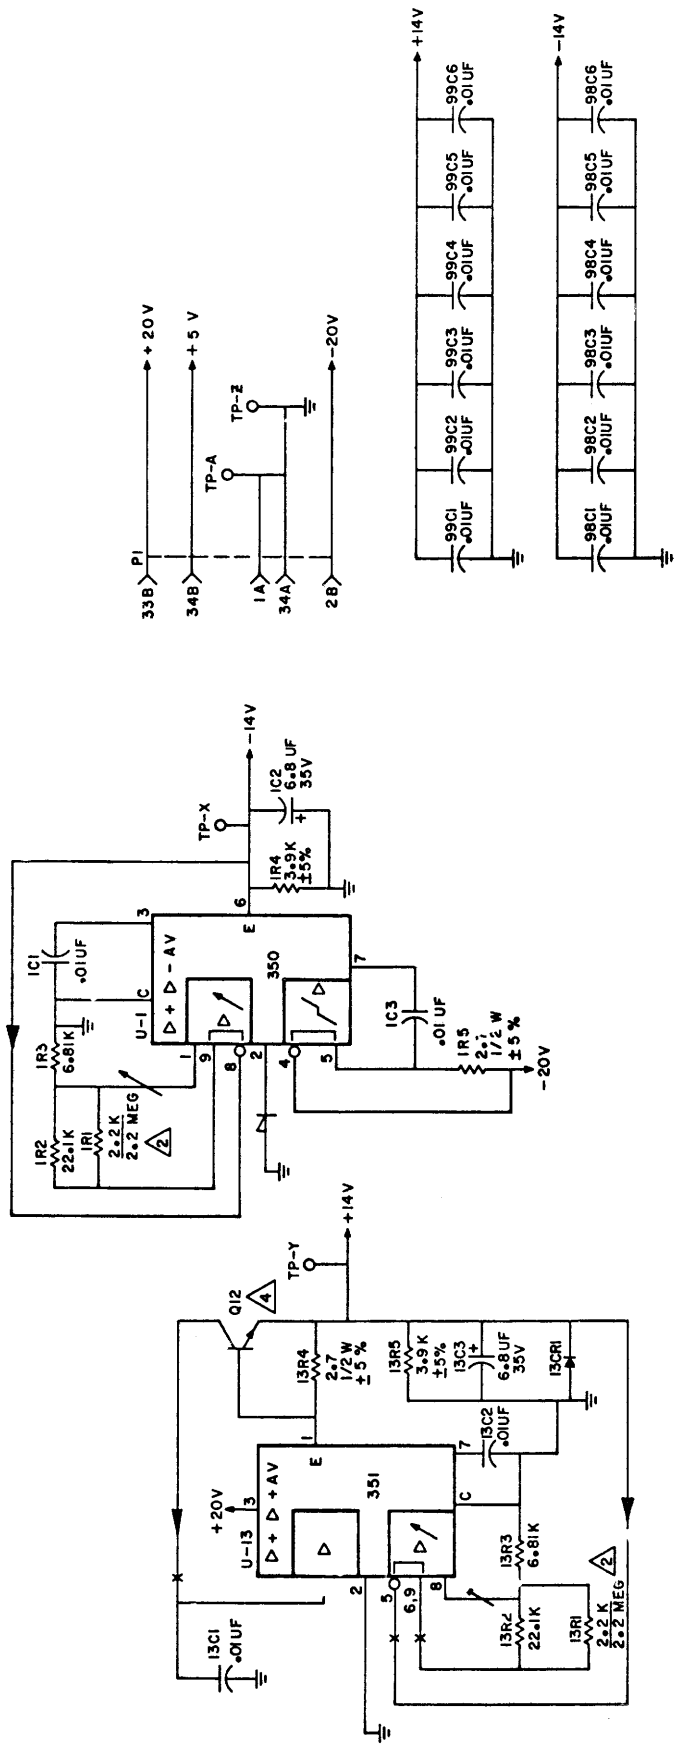 13C1
.01UF
+20V
3
U-13
▷+ ▷ +AV
▷
351
E
1
2
5
6,9
8
C
7
▷
13C2
.01UF
13R2
22.1K
13R3
6.81K
13R1
2.2K
2.2 MEG
2
Q12
4
13R4
2.7
1/2 W
±5%
TP-Y
+14V
13R5
3.9K
±5%
13C3
+
6.8UF
35V
13CR1
1R2
22.1K
1R1
2.2K
2.2 MEG
2
1R3
6.81K
1C1
.01UF
C
3
U-1
▷+ ▷ -AV
▷
350
▷
E
6
1
9
8
2
4
5
7
TP-X
-14V
1R4
3.9K
±5%
1C2
6.8 UF
35V
+
1C3
.01 UF
1R5
2.7
1/2 W
±5%
-20V
P1
33B
+20V
34B
+5V
1A
34A
TP-A
TP-Z
2B
-20V
99C1
.01UF
99C2
.01UF
99C3
.01UF
99C4
.01UF
99C5
.01UF
99C6
.01UF
+14V
98C1
.01UF
98C2
.01UF
98C3
.01UF
98C4
.01UF
98C5
.01UF
98C6
.01UF
-14V